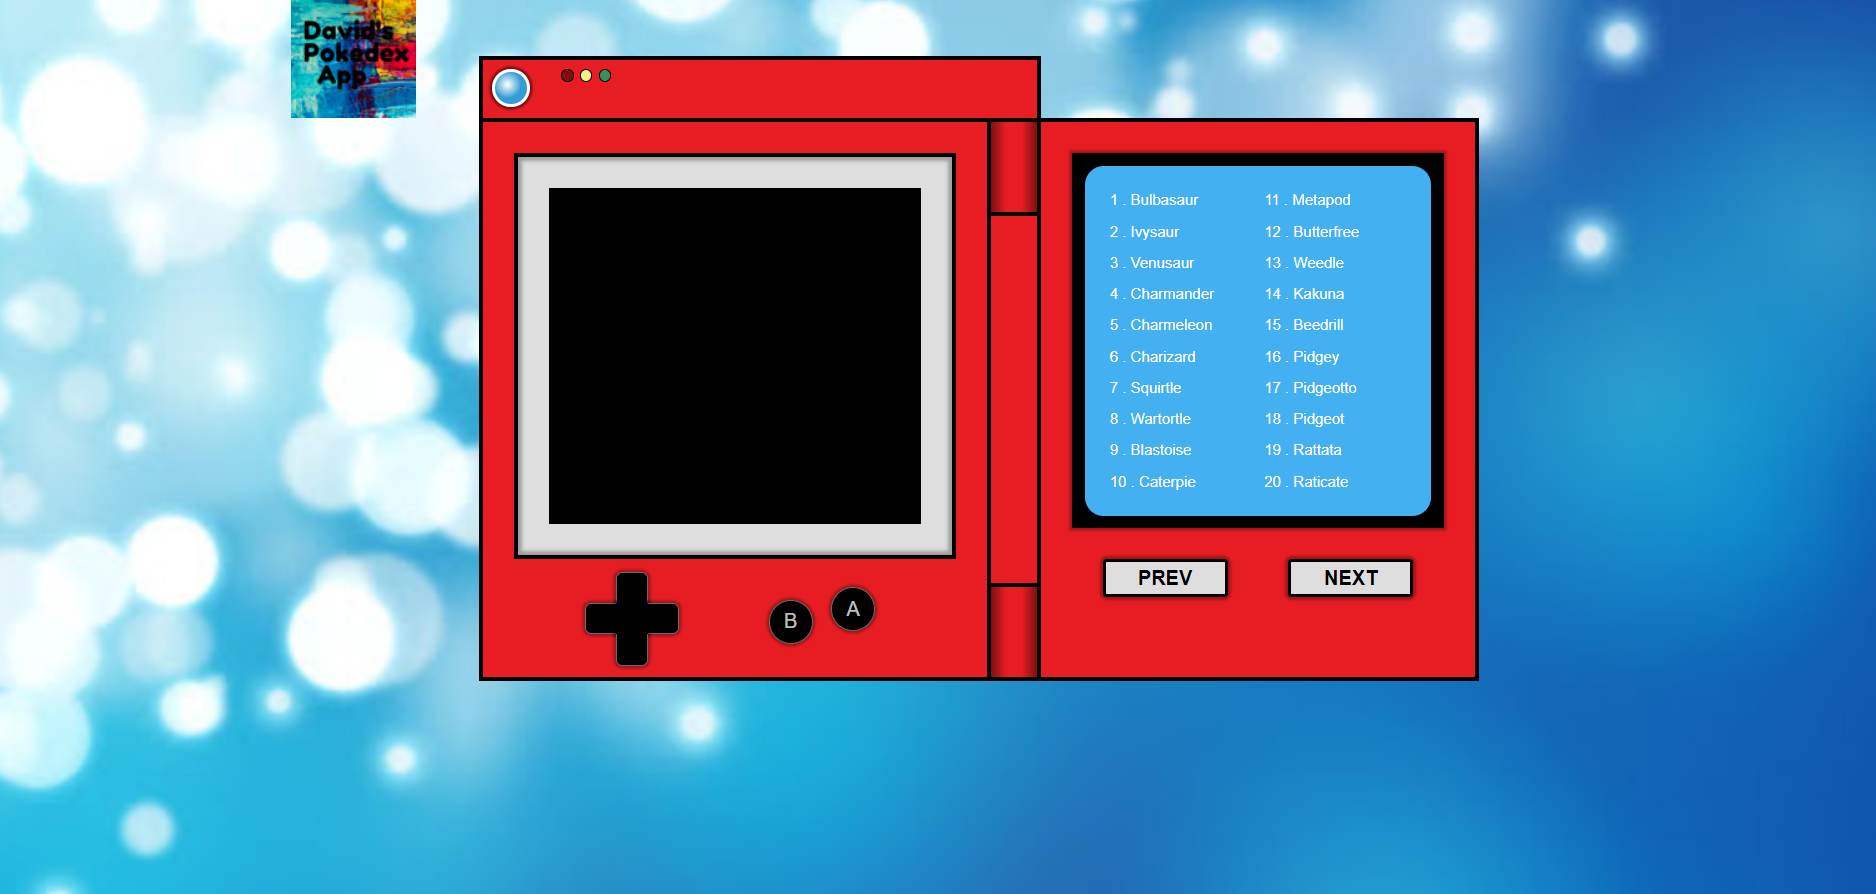 David's
Pokedex
App
1 . Bulbasaur
2 . Ivysaur
3 . Venusaur
4 . Charmander
5 . Charmeleon
6 . Charizard
7 . Squirtle
8 . Wartortle
9 . Blastoise
10 . Caterpie
11 . Metapod
12 . Butterfree
13 . Weedle
14 . Kakuna
15 . Beedrill
16 . Pidgey
17 . Pidgeotto
18 . Pidgeot
19 . Rattata
20 . Raticate
B
A
PREV
NEXT